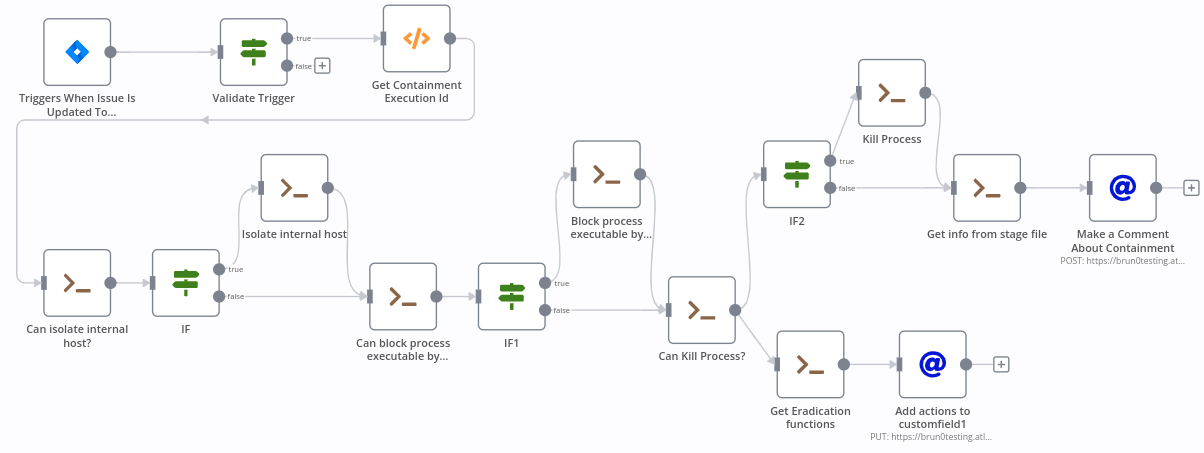 true
false
Triggers When Issue Is
Updated To...
Validate Trigger
Get Containment
Execution Id
Kill Process
true
false
IF2
Isolate internal host
Block process
executable by...
Get info from stage file
Make a Comment
About Containment
POST: https://brun0testing.at...
true
false
Can isolate internal
host?
IF
Can block process
executable by...
true
false
IF1
Can Kill Process?
Get Eradication
functions
Add actions to
customfield1
PUT: https://brun0testing.atl...